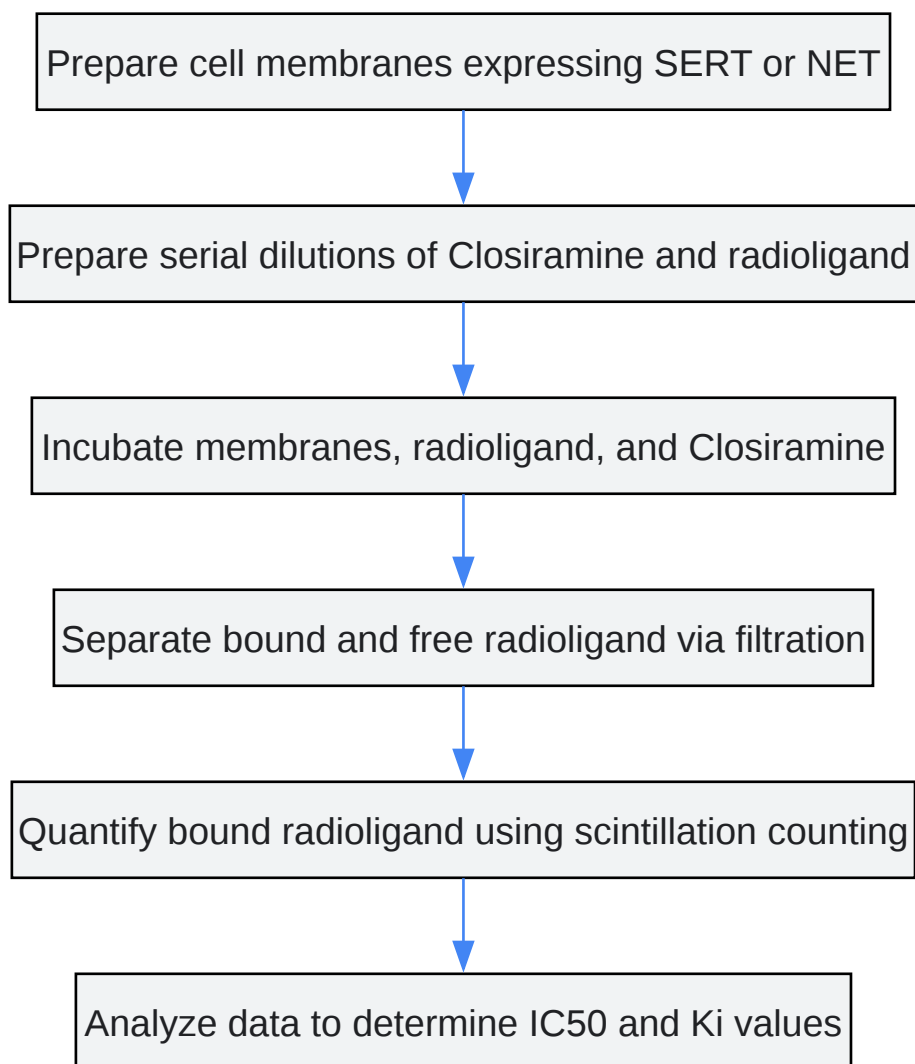 Prepare cell membranes expressing SERT or NET
Prepare serial dilutions of Closiramine and radioligand
Incubate membranes, radioligand, and Closiramine
Separate bound and free radioligand via filtration
Quantify bound radioligand using scintillation counting
Analyze data to determine IC50 and Ki values